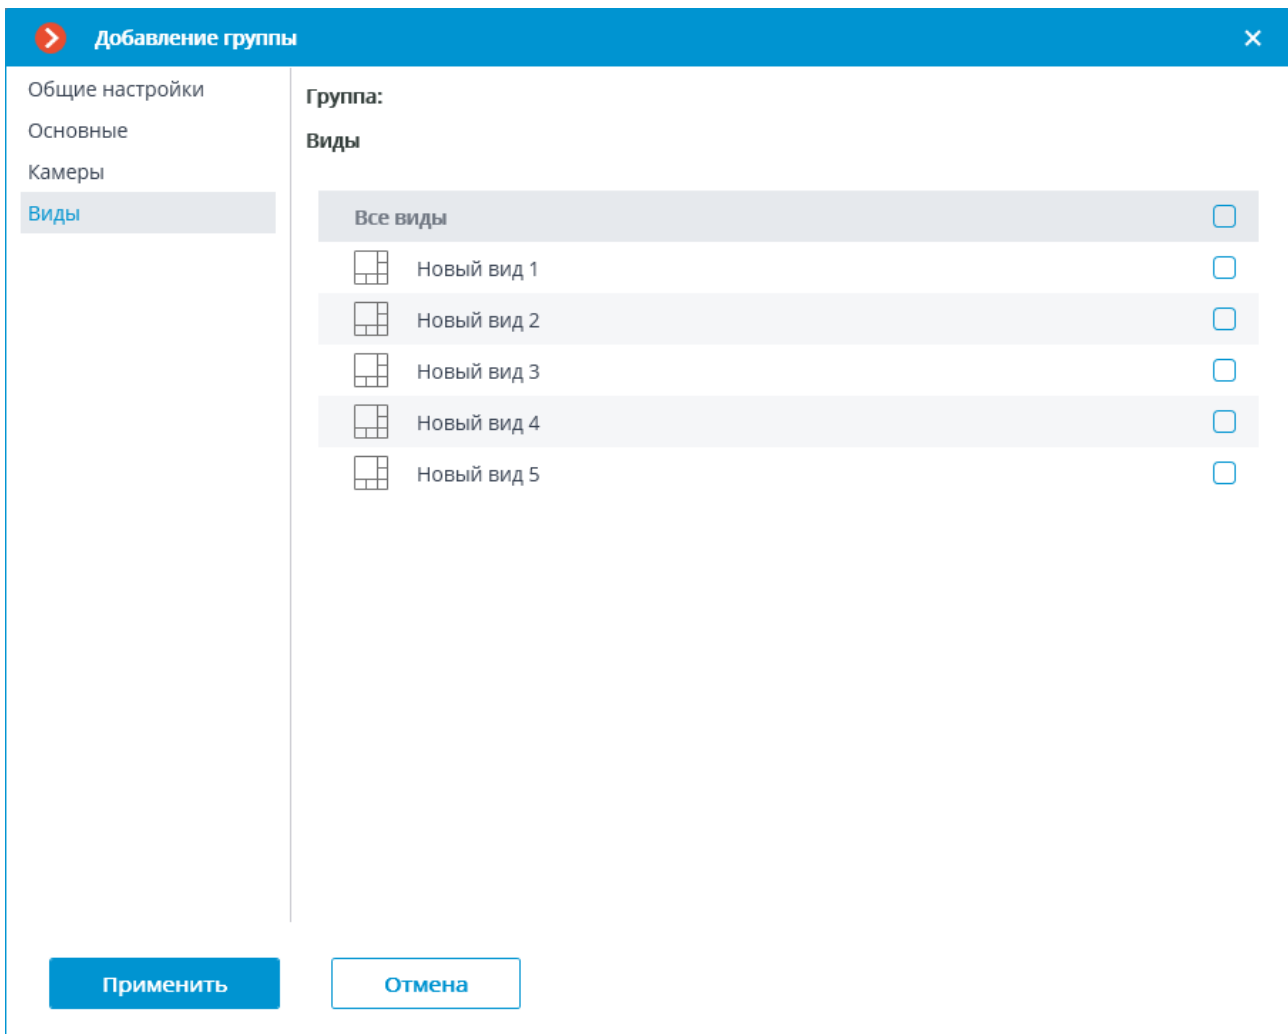 Добавление группы
Общие настройки
Основные
Камеры
Виды
Группа:
Виды
Все виды
Новый вид 1
Новый вид 2
Новый вид 3
Новый вид 4
Новый вид 5
Применить
Отмена